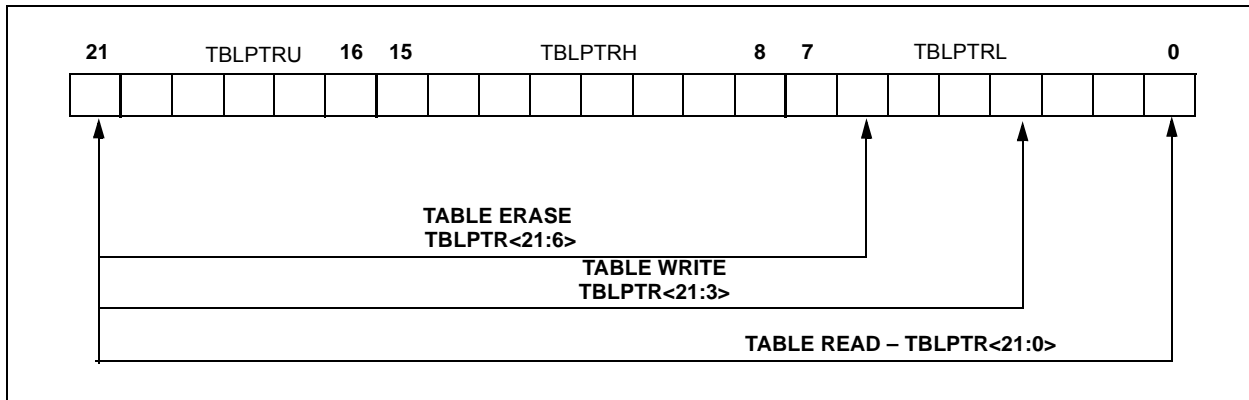 21 TBLPTRU 16 15 TBLPTRH 8 7 TBLPTRL 0
TABLE ERASE
TBLPTR<21:6>
TABLE WRITE
TBLPTR<21:3>
TABLE READ – TBLPTR<21:0>